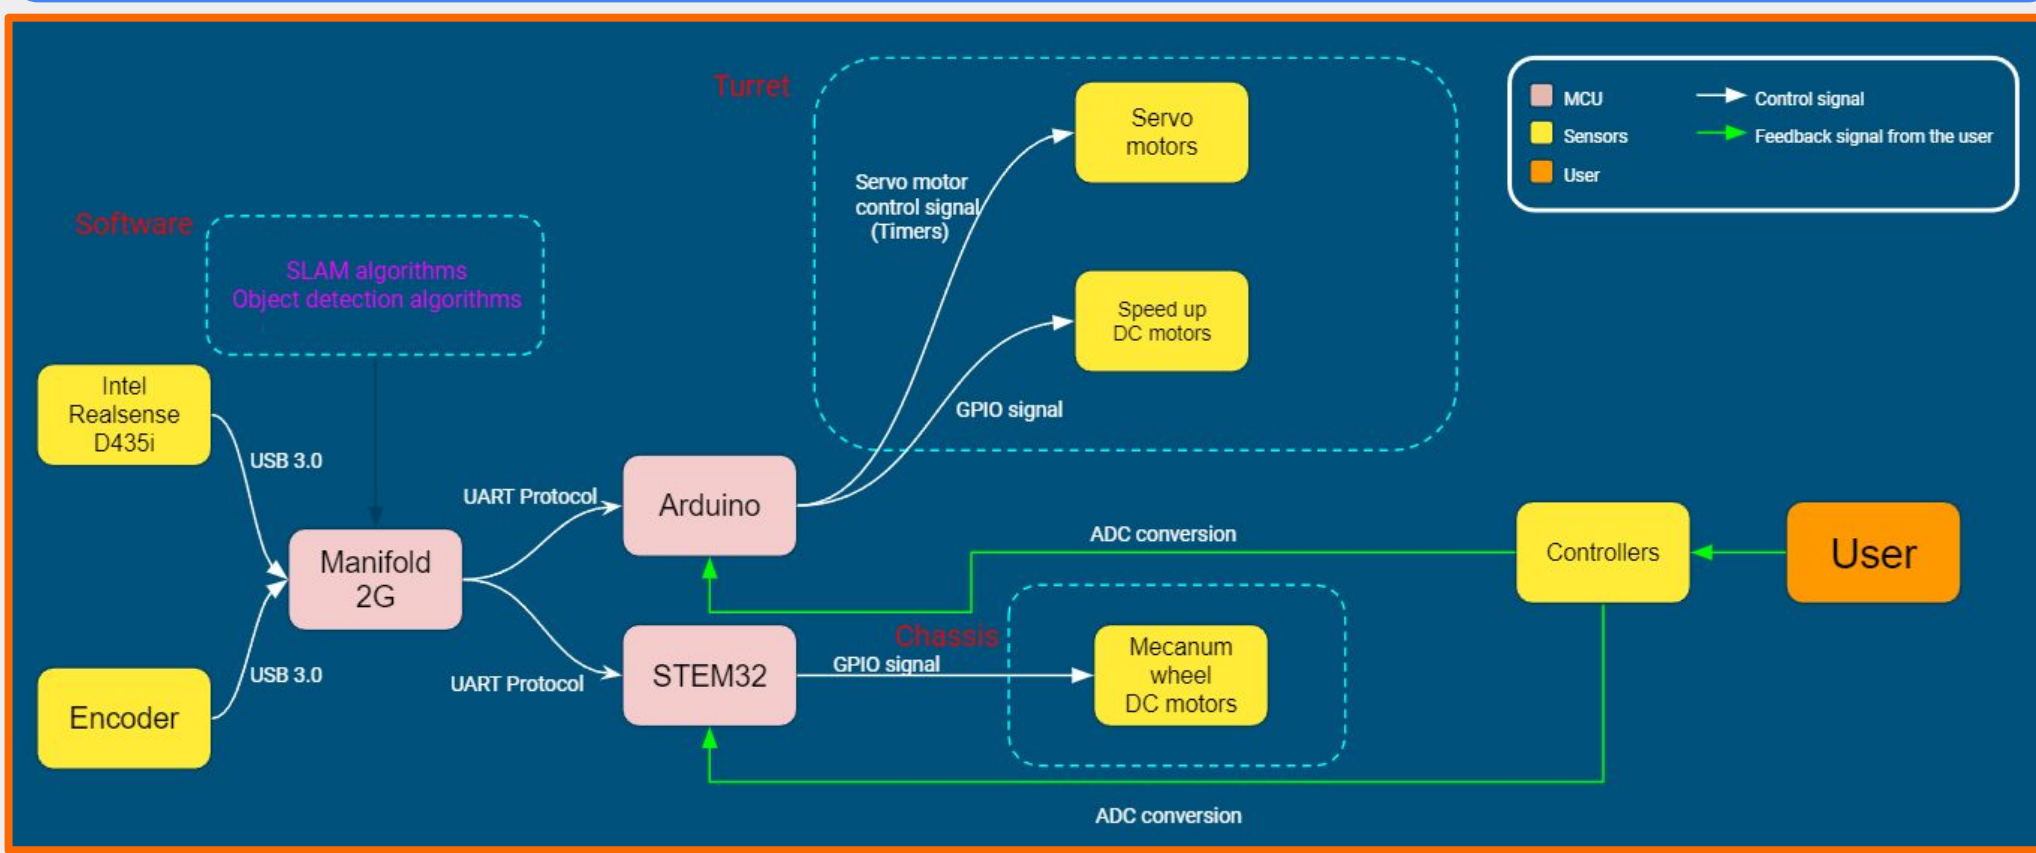 Turret
Servo
motors
MCU
Control signal
Sensors
Feedback signal from the user
User
Servo motor
control signal
(Timers)
Software
SLAM algorithms
Object detection algorithms
Speed up
DC motors
Intel
Realsense
D435i
GPIO signal
USB 3.0
UART Protocol
Arduino
ADC conversion
Controllers
User
Manifold
2G
Chassis
Mecanum
wheel
DC motors
GPIO signal
STEM32
USB 3.0
UART Protocol
Encoder
ADC conversion